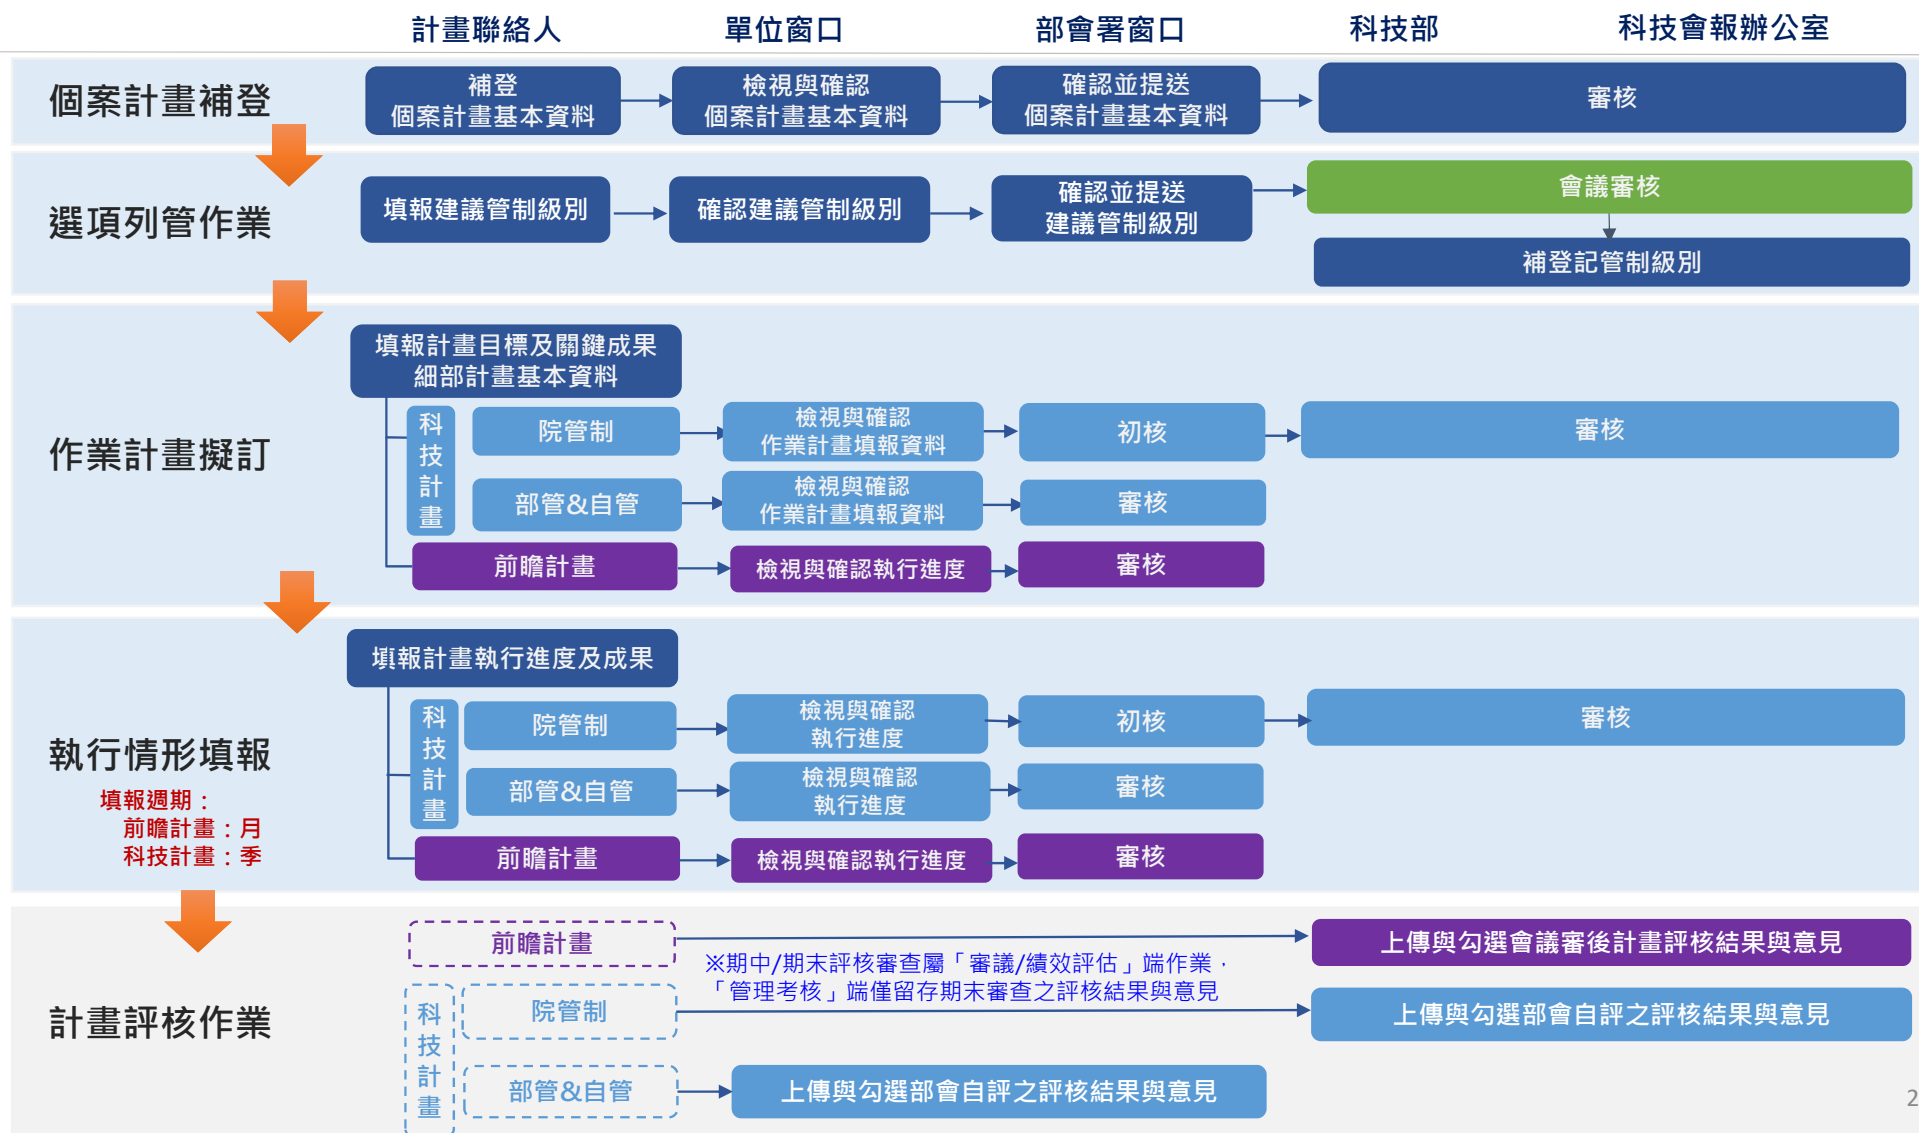 計畫聯絡人
單位窗口
部會署窗口
科技部
科技會報辦公室
個案計畫補登
補登
個案計畫基本資料
檢視與確認
個案計畫基本資料
確認並提送
個案計畫基本資料
審核
選項列管作業
填報建議管制級別
確認建議管制級別
確認並提送
建議管制級別
會議審核
補登記管制級別
作業計畫擬訂
填報計畫目標及關鍵成果
細部計畫基本資料
科技計畫
院管制
檢視與確認
作業計畫填報資料
初核
審核
部管&自管
檢視與確認
作業計畫填報資料
審核
前瞻計畫
檢視與確認執行進度
審核
執行情形填報
填報週期：
前瞻計畫：月
科技計畫：季
填報計畫執行進度及成果
科技計畫
院管制
檢視與確認
執行進度
初核
審核
部管&自管
檢視與確認
執行進度
審核
前瞻計畫
檢視與確認執行進度
審核
計畫評核作業
前瞻計畫
上傳與勾選會議審後計畫評核結果與意見
※期中/期末評核審查屬「審議/績效評估」端作業，
「管理考核」端僅留存期末審查之評核結果與意見
科技計畫
院管制
上傳與勾選部會自評之評核結果與意見
部管&自管
上傳與勾選部會自評之評核結果與意見
2